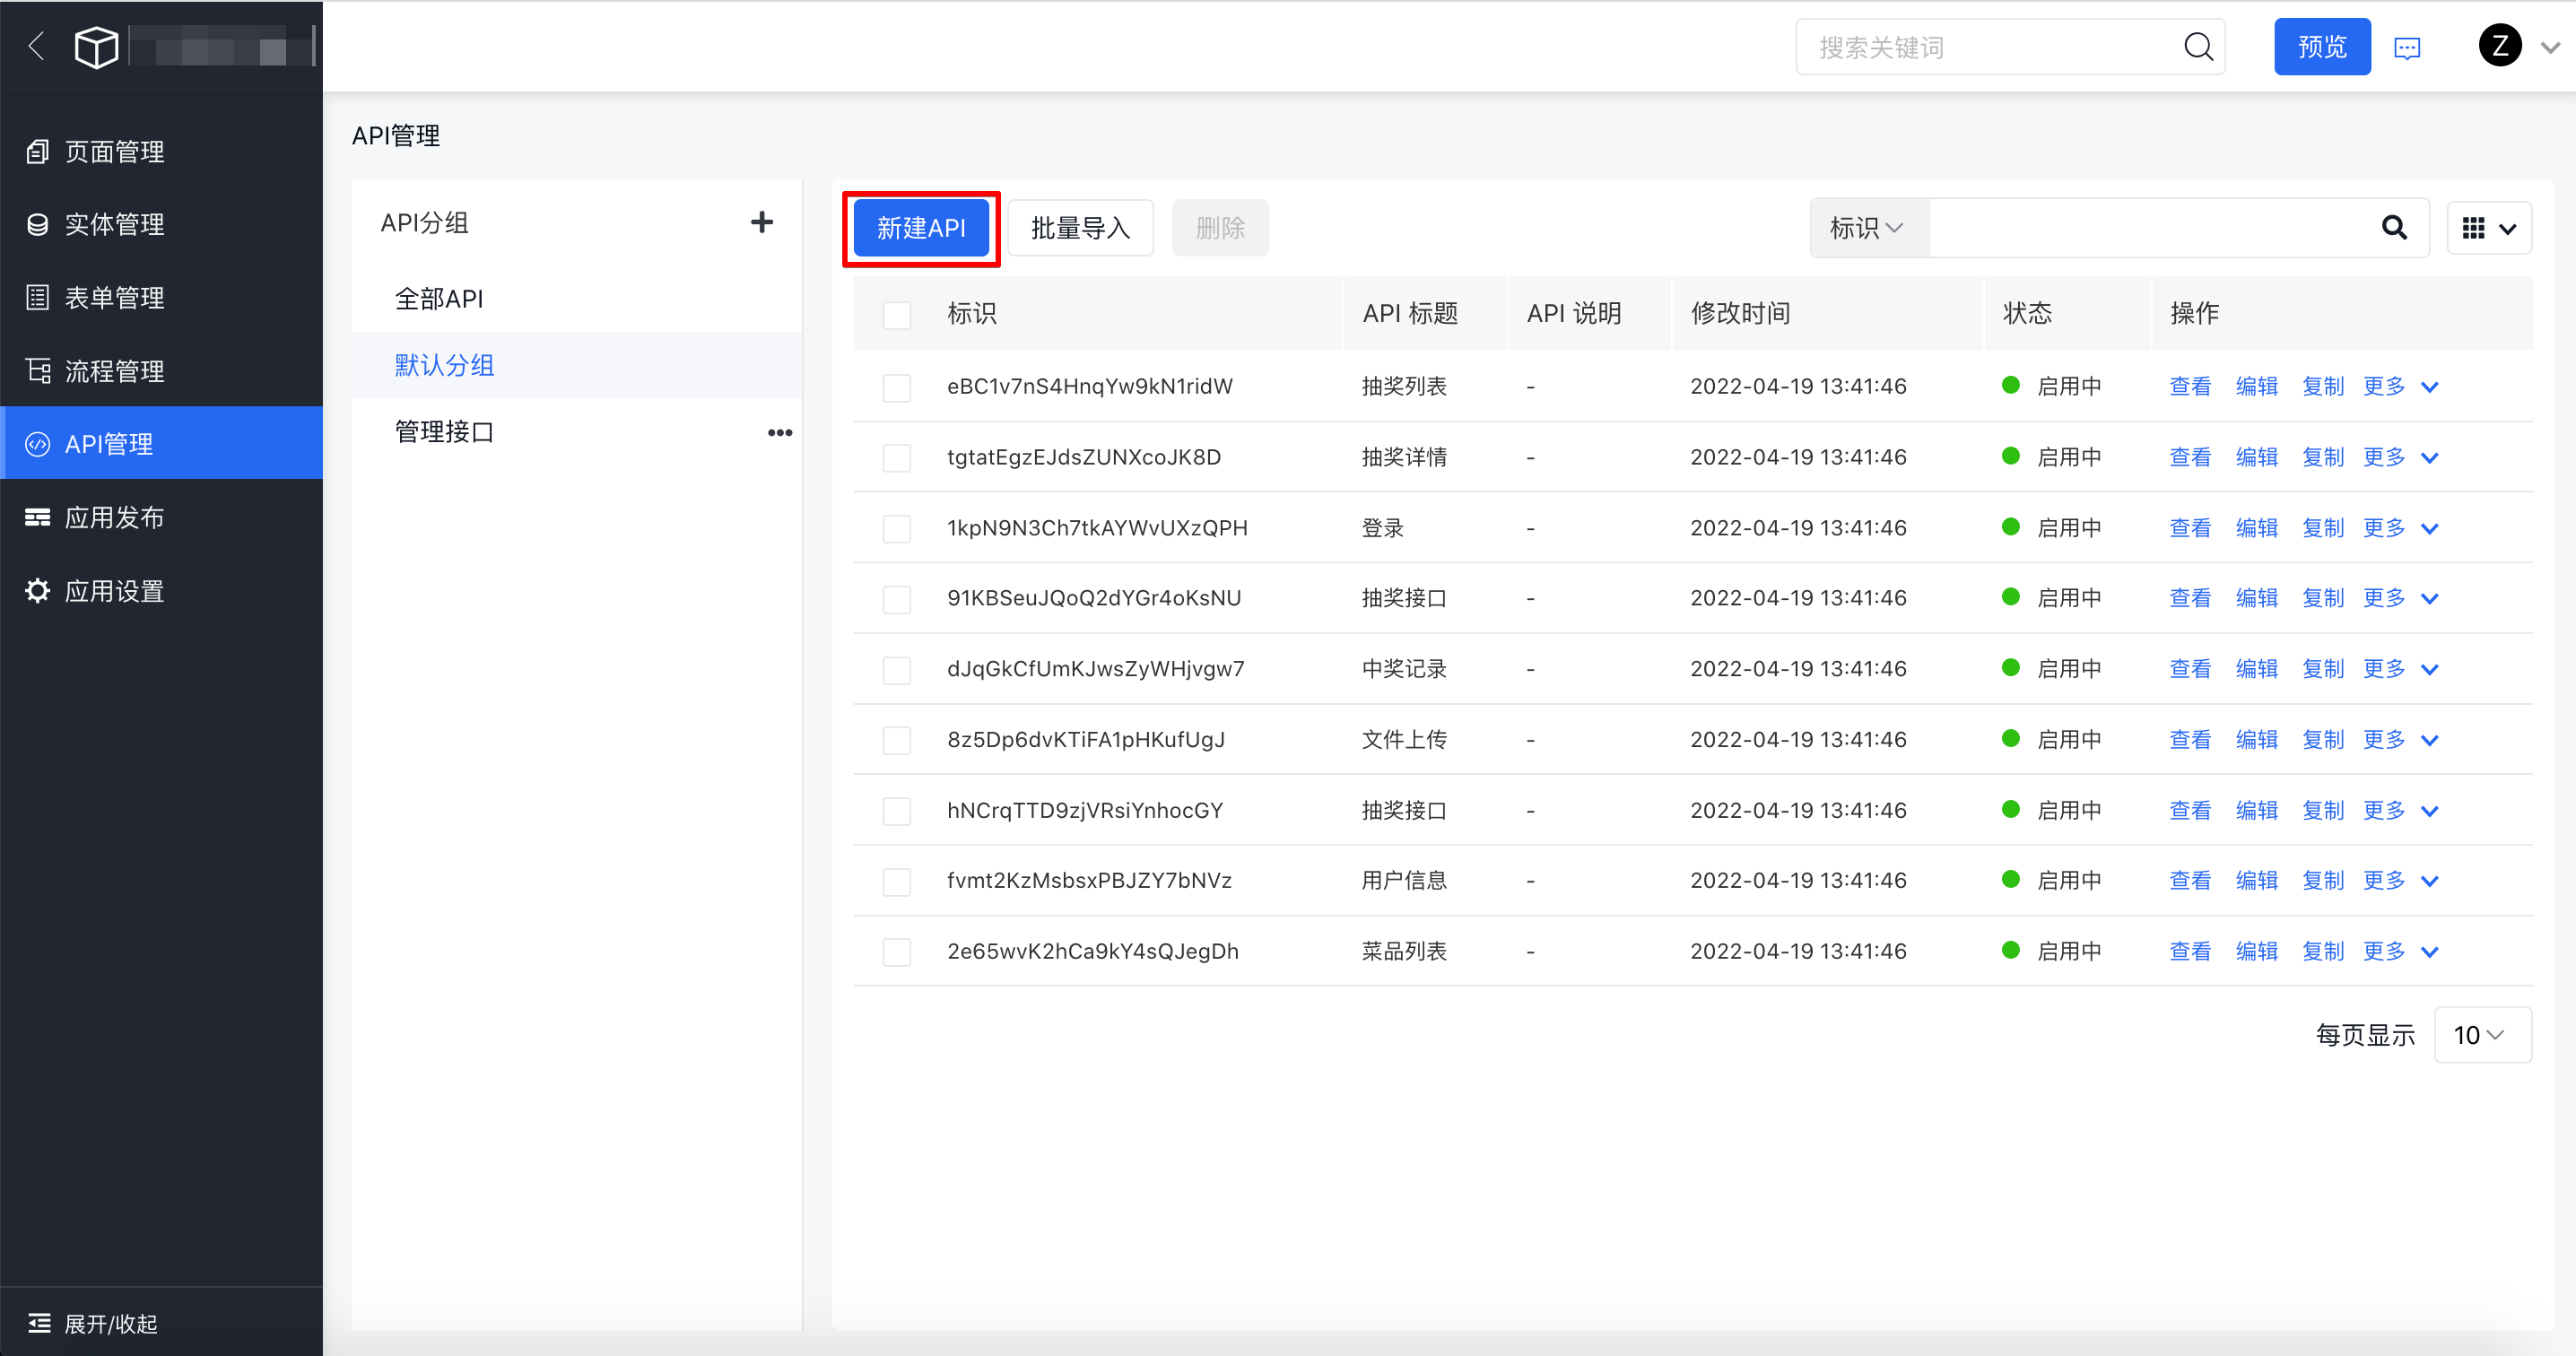 搜索关键词
预览
Z
页面管理
实体管理
表单管理
流程管理
API管理
应用发布
应用设置
展开/收起
API管理
API分组
全部API
默认分组
管理接口
新建API 批量导入 删除
标识
标识 API 标题 API 说明 修改时间 状态 操作
eBC1v7nS4HnqYw9kN1ridW 抽奖列表 - 2022-04-19 13:41:46 启用中 查看 编辑 复制 更多
tgtatEgzEJdsZUNXcoJK8D 抽奖详情 - 2022-04-19 13:41:46 启用中 查看 编辑 复制 更多
1kpN9N3Ch7tkAYWvUXzQPH 登录 - 2022-04-19 13:41:46 启用中 查看 编辑 复制 更多
91KBSeuJQoQ2dYGr4oKsNU 抽奖接口 - 2022-04-19 13:41:46 启用中 查看 编辑 复制 更多
dJqGkCfUmKJwsZyWHjvgw7 中奖记录 - 2022-04-19 13:41:46 启用中 查看 编辑 复制 更多
8z5Dp6dvKTiFA1pHKufUgJ 文件上传 - 2022-04-19 13:41:46 启用中 查看 编辑 复制 更多
hNCrqTTD9zjVRsiYnhocGY 抽奖接口 - 2022-04-19 13:41:46 启用中 查看 编辑 复制 更多
fvmt2KzMsbsxPBJZY7bNVz 用户信息 - 2022-04-19 13:41:46 启用中 查看 编辑 复制 更多
2e65wvK2hCa9kY4sQJegDh 菜品列表 - 2022-04-19 13:41:46 启用中 查看 编辑 复制 更多
每页显示 10